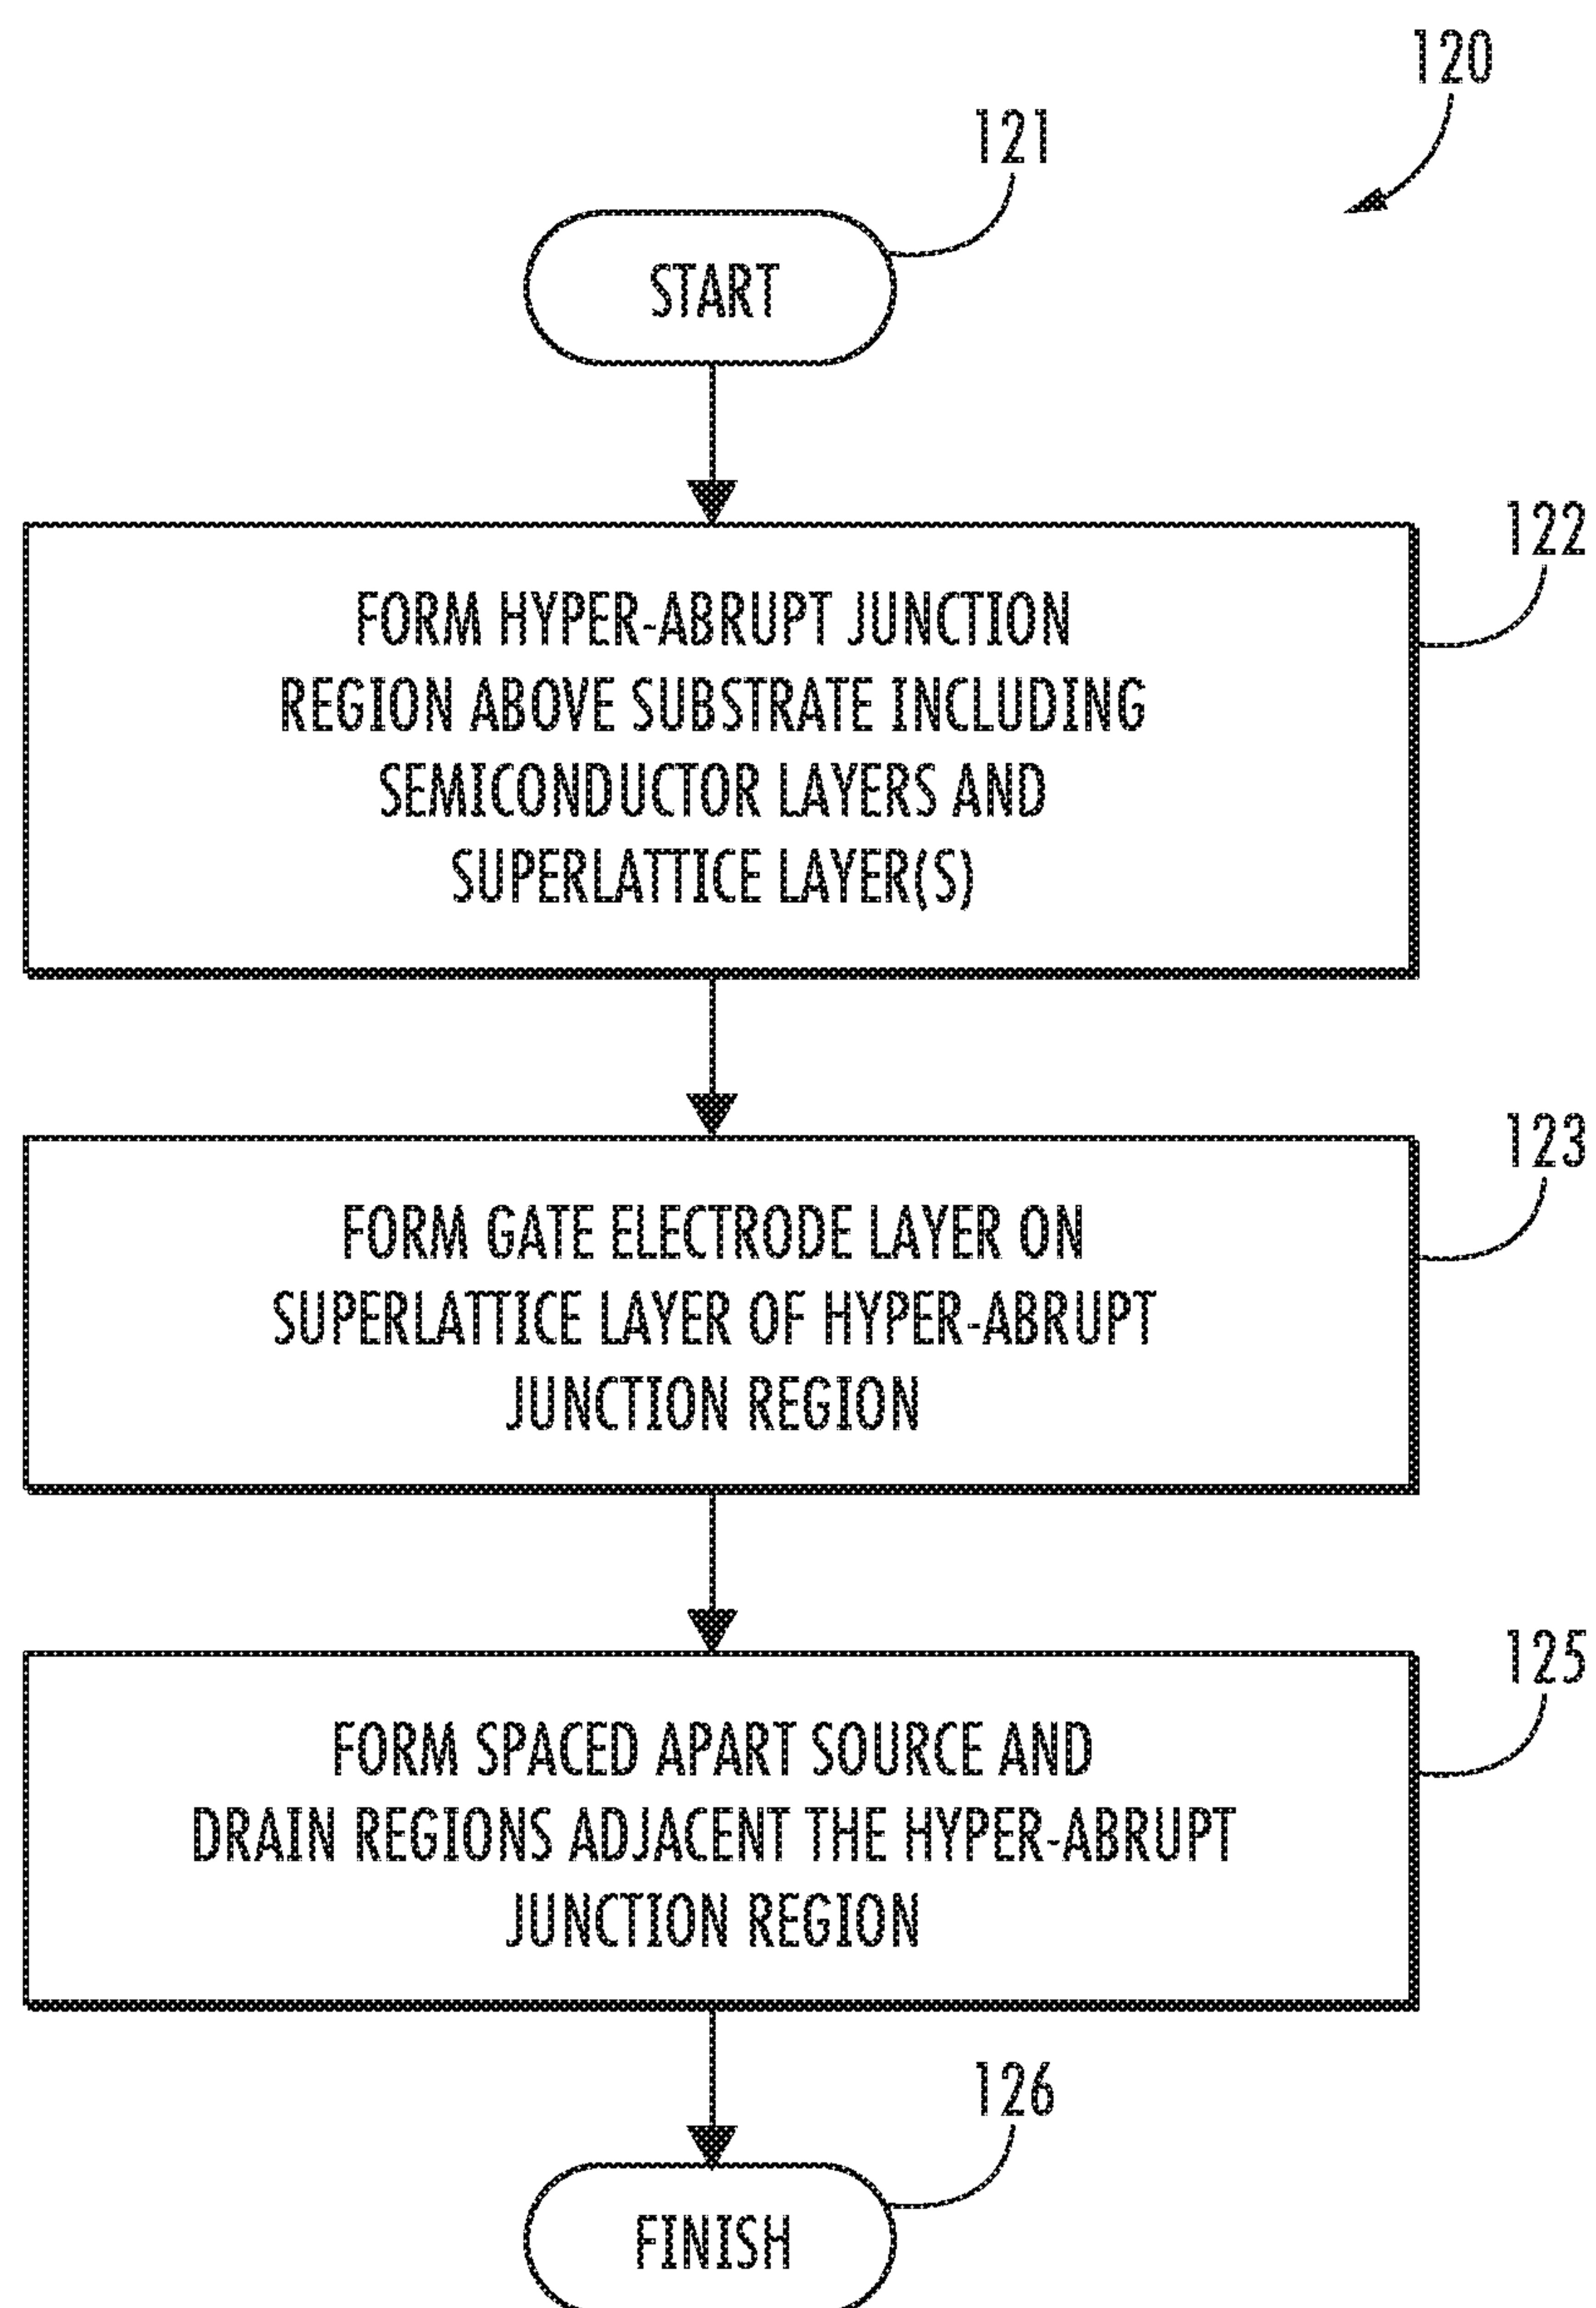 120
121
START
122
FORM HYPER-ABRUPT JUNCTION
REGION ABOVE SUBSTRATE INCLUDING
SEMICONDUCTOR LAYERS AND
SUPERLATTICE LAYER(S)
123
FORM GATE ELECTRODE LAYER ON
SUPERLATTICE LAYER OF HYPER-ABRUPT
JUNCTION REGION
125
FORM SPACED APART SOURCE AND
DRAIN REGIONS ADJACENT THE HYPER-ABRUPT
JUNCTION REGION
126
FINISH